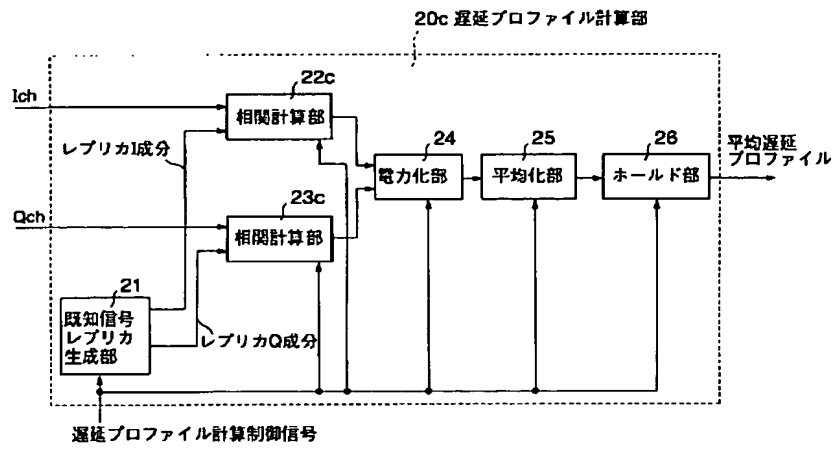 20c 遅延プロファイル計算部
Ich
22c
相関計算部
レプリカI成分
24
電力化部
25
平均化部
26
ホールド部
平均遅延
プロファイル
Qch
23c
相関計算部
21
既知信号
レプリカ
生成部
レプリカQ成分
遅延プロファイル計算制御信号